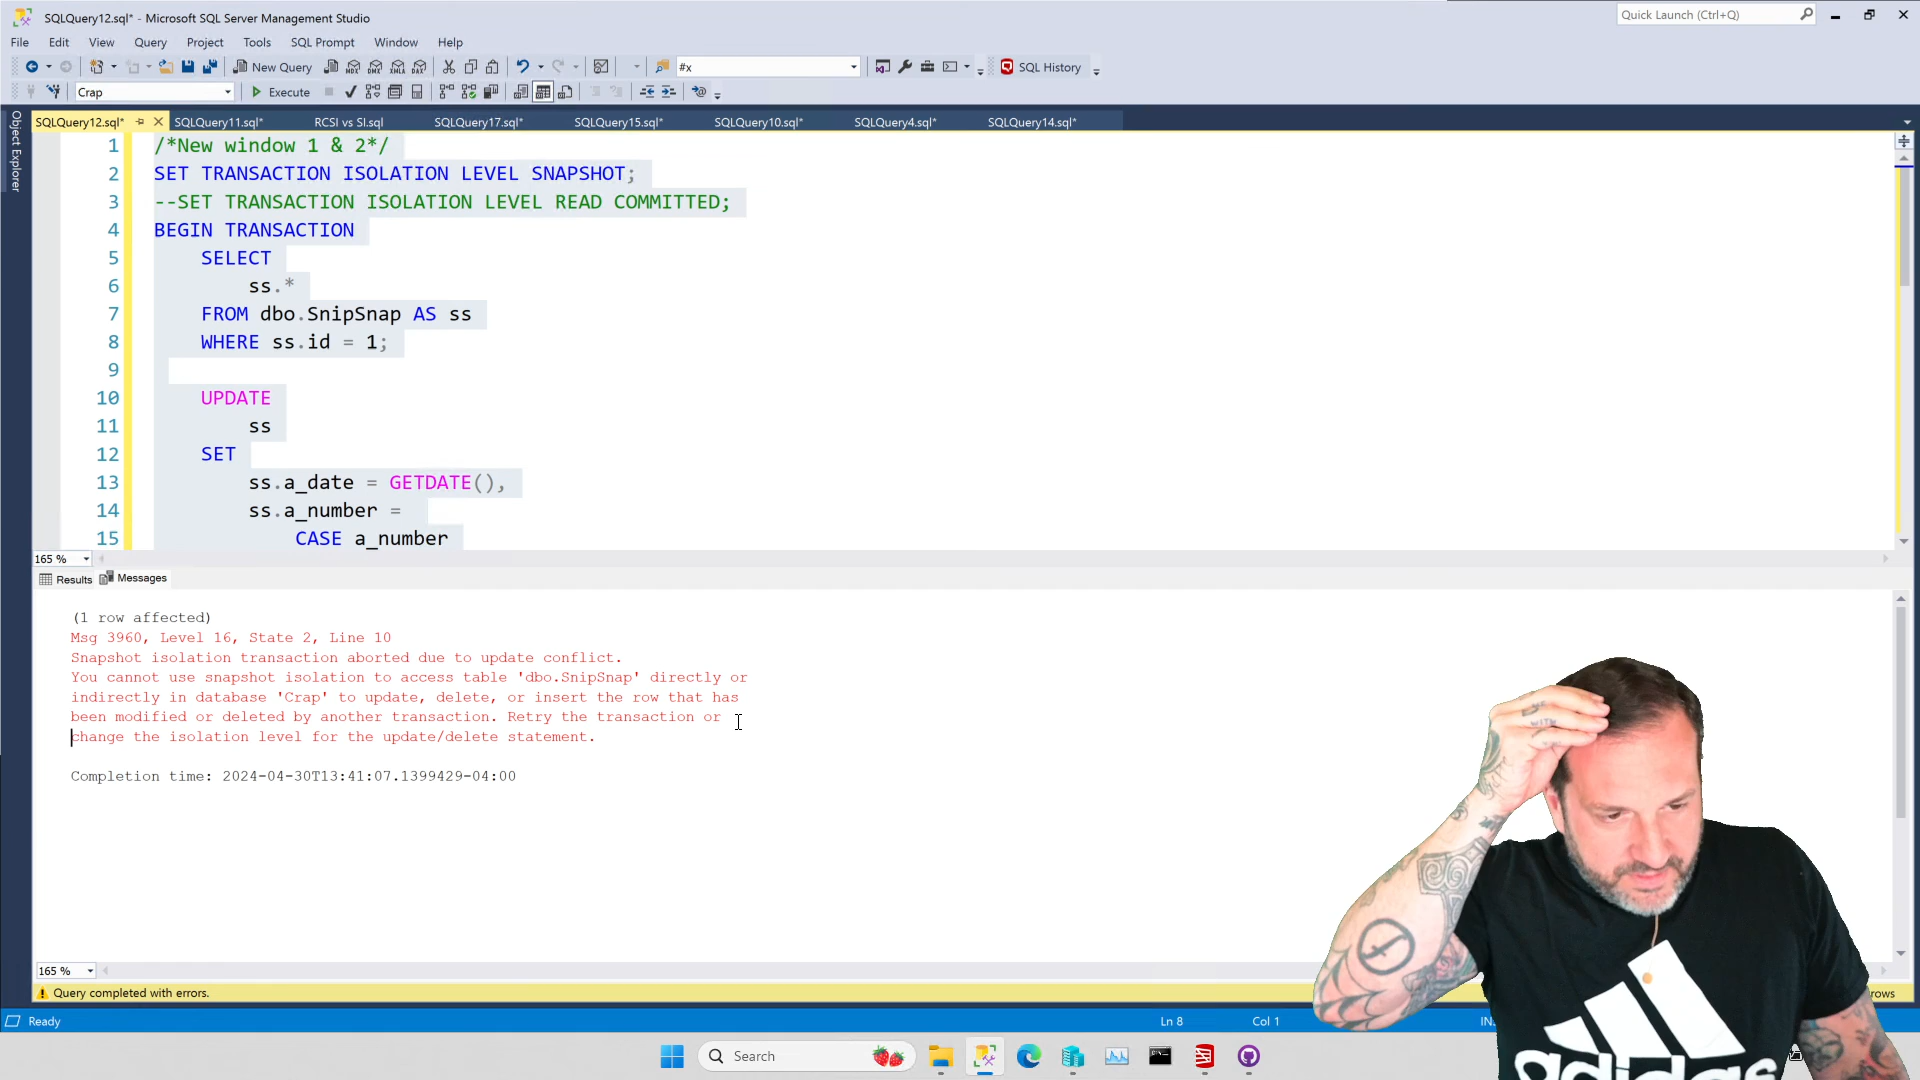 SQLQuery12.sql* - Microsoft SQL Server Management Studio
Quick Launch (Ctrl+Q)
File Edit View Query Project Tools SQL Prompt Window Help
New Query MDX DMX XMLA DAX #x SQL History
Crap Execute
SQLQuery12.sql* SQLQuery11.sql* RCSI vs SI.sql SQLQuery17.sql* SQLQuery15.sql* SQLQuery10.sql* SQLQuery4.sql* SQLQuery14.sql*
Object Explorer
1 /*New window 1 & 2*/
2 SET TRANSACTION ISOLATION LEVEL SNAPSHOT;
3 --SET TRANSACTION ISOLATION LEVEL READ COMMITTED;
4 BEGIN TRANSACTION
5 SELECT
6 ss.*
7 FROM dbo.SnipSnap AS ss
8 WHERE ss.id = 1;
9
10 UPDATE
11 ss
12 SET
13 ss.a_date = GETDATE(),
14 ss.a_number =
15 CASE a_number
165 %
Results Messages
(1 row affected)
Msg 3960, Level 16, State 2, Line 10
Snapshot isolation transaction aborted due to update conflict.
You cannot use snapshot isolation to access table 'dbo.SnipSnap' directly or
indirectly in database 'Crap' to update, delete, or insert the row that has
been modified or deleted by another transaction. Retry the transaction or
change the isolation level for the update/delete statement.
Completion time: 2024-04-30T13:41:07.1399429-04:00
165 %
Query completed with errors. rows
Ready Ln 8 Col 1 IN
Search
adidas